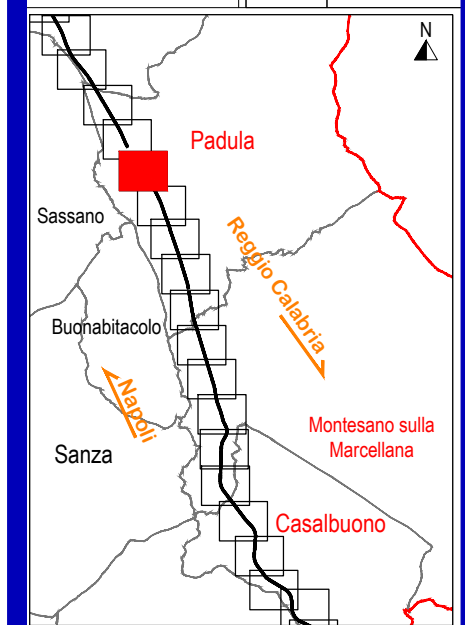 N
Padula
Sassano
Reggio Calabria
Buonabitacolo
Napoli
Montesano sulla
Marcellana
Sanza
Casalbuono